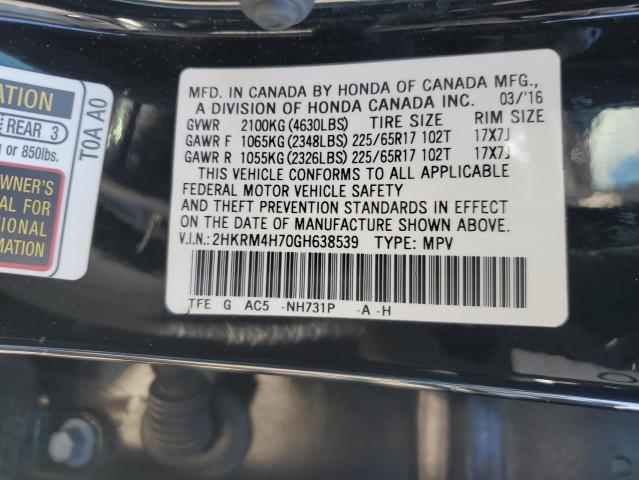 ATION
REAR 3
or 850lbs.
TOA A0
OWNER'S
AL FOR
TIONAL
RMATION
MFD. IN CANADA BY HONDA OF CANADA MFG.,
A DIVISION OF HONDA CANADA INC. 03/'16
GVWR 2100KG (4630LBS) TIRE SIZE RIM SIZE
GAWR F 1065KG (2348LBS) 225/65R17 102T 17X7J
GAWR R 1055KG (2326LBS) 225/65R17 102T 17X7J
THIS VEHICLE CONFORMS TO ALL APPLICABLE
FEDERAL MOTOR VEHICLE SAFETY
AND THEFT PREVENTION STANDARDS IN EFFECT
ON THE DATE OF MANUFACTURE SHOWN ABOVE.
V.I.N.: 2HKRM4H70GH638539 TYPE: MPV
TFE G AC5 -NH731P -A -H